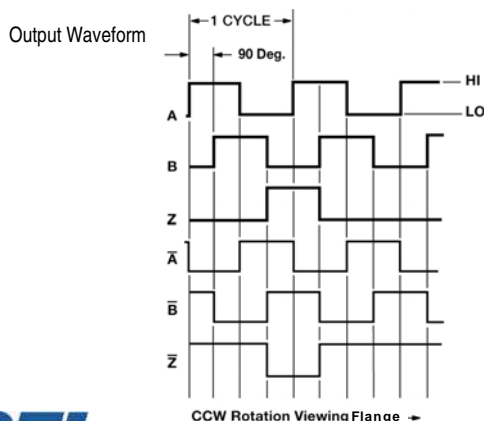 Output Waveform
1 CYCLE
90 Deg.
HI
LO
A
B
Z
A̅
B̅
Z̅
CCW Rotation Viewing Flange